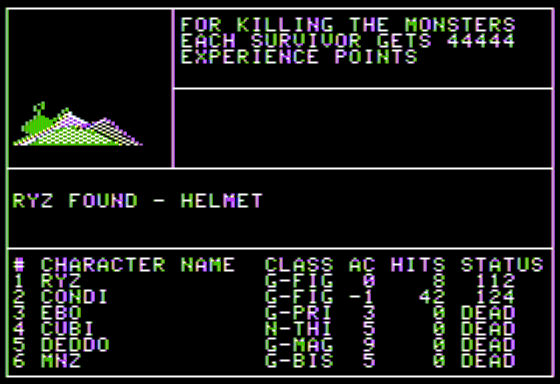 FOR KILLING THE MONSTERS
EACH SURVIVOR GETS 44444
EXPERIENCE POINTS
RYZ FOUND - HELMET
# CHARACTER NAME CLASS AC HITS STATUS
1 RYZ G-FIG 0 8 112
2 CONDI G-FIG -1 42 124
3 EBO G-PRI 3 0 DEAD
4 CUBI N-THI 5 0 DEAD
5 DEDDO G-MAG 9 0 DEAD
6 MNZ G-BIS 5 0 DEAD